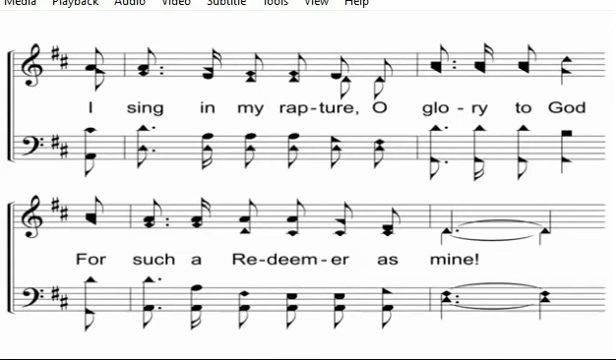 Media Playback Audio Video Subtitle Tools View Help
I sing in my rap-ture, O glo-ry to God
For such a Re-deem-er as mine!